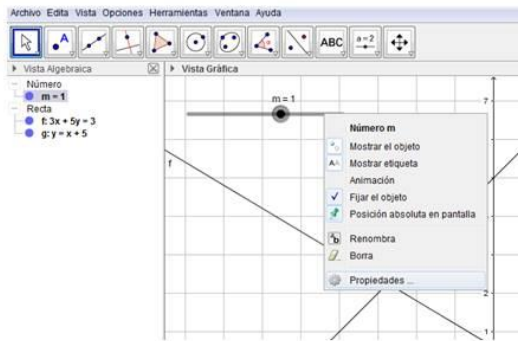 Archivo Edita Vista Opciones Herramientas Ventana Ayuda
A
ABC
a = 2
Vista Algebraica
Vista Gráfica
Número
m = 1
Recta
f: 3x + 5y = 3
g: y = x + 5
m = 1
7
f
Número m
Mostrar el objeto
AA Mostrar etiqueta
Animación
Fijar el objeto
Posición absoluta en pantalla
Renombra
Borra
Propiedades ...
2
1